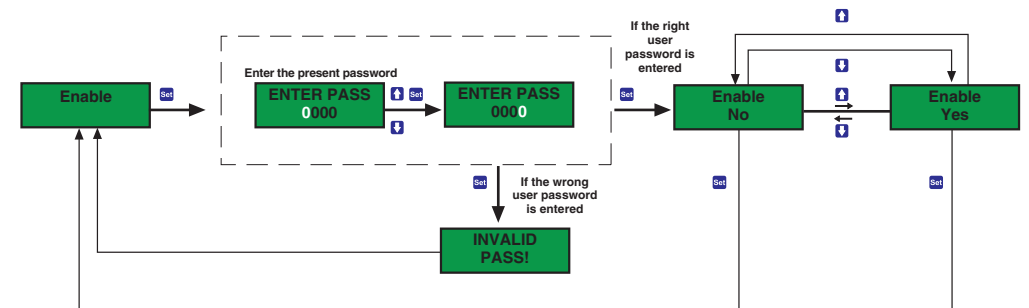 Enable
Set
Enter the present password
ENTER PASS
0000
Set
ENTER PASS
0000
If the right
user
password is
entered
Set
Enable
No
Enable
Yes
Set
If the wrong
user password
is entered
INVALID
PASS!
Set
Set